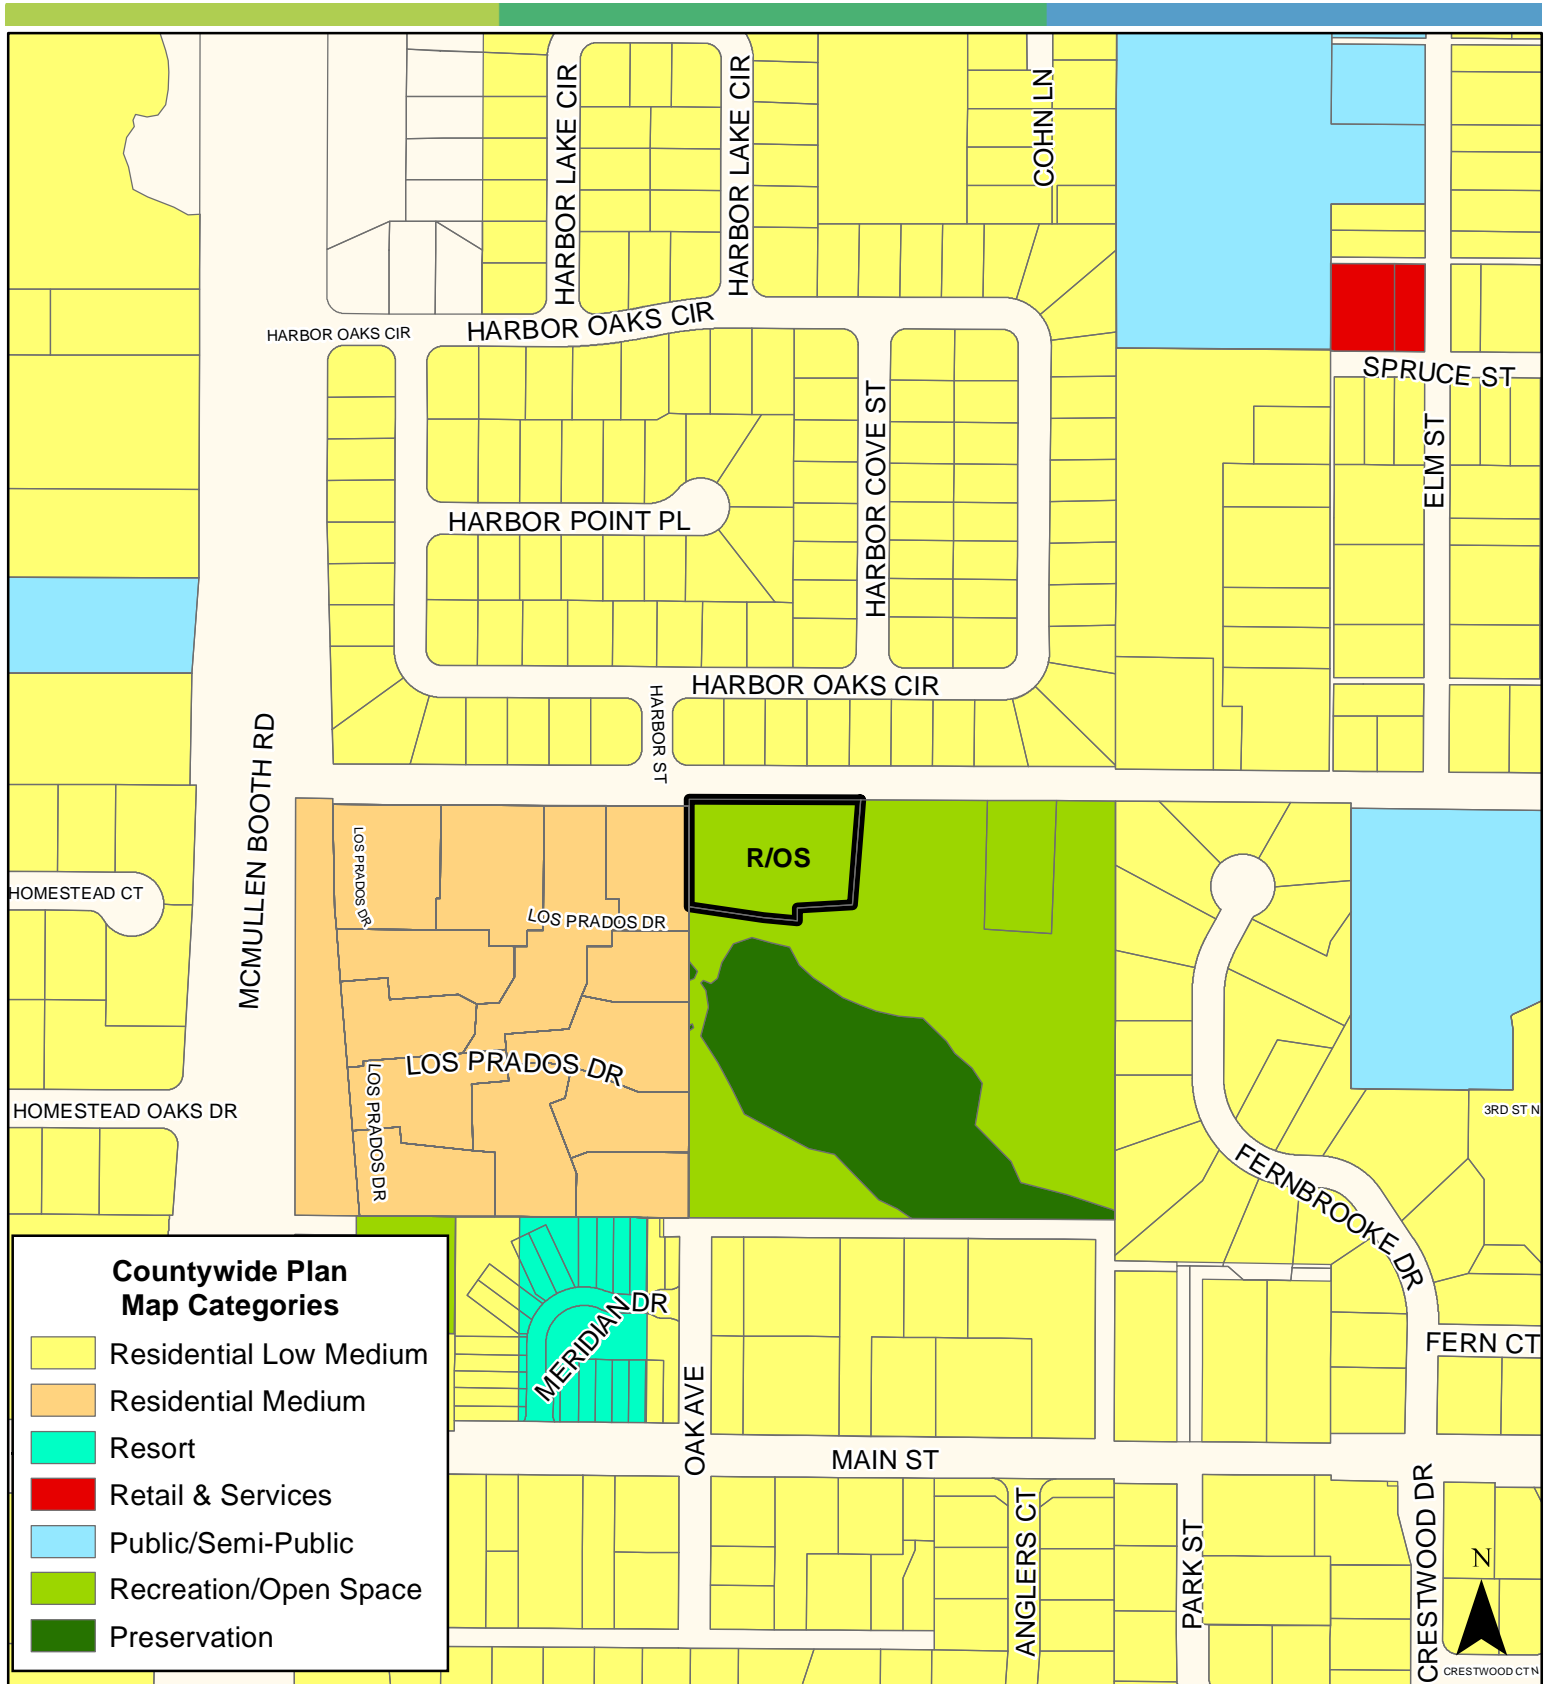 HARBOR LAKE CIR
HARBOR LAKE CIR
COHN LN
HARBOR OAKS CIR
HARBOR OAKS CIR
SPRUCE ST
ELM ST
HARBOR COVE ST
HARBOR POINT PL
HARBOR OAKS CIR
HARBOR ST
MCMULLEN BOOTH RD
R/OS
LOS PRADOS DR
HOMESTEAD CT
LOS PRADOS DR
LOS PRADOS DR
LOS PRADOS DR
HOMESTEAD OAKS DR
3RD ST N
FERNBROOKE DR
MERIDIAN DR
FERN CT
OAK AVE
MAIN ST
ANGLERS CT
PARK ST
CRESTWOOD DR
N
CRESTWOOD CT N
Countywide Plan
Map Categories
Residential Low Medium
Residential Medium
Resort
Retail & Services
Public/Semi-Public
Recreation/Open Space
Preservation